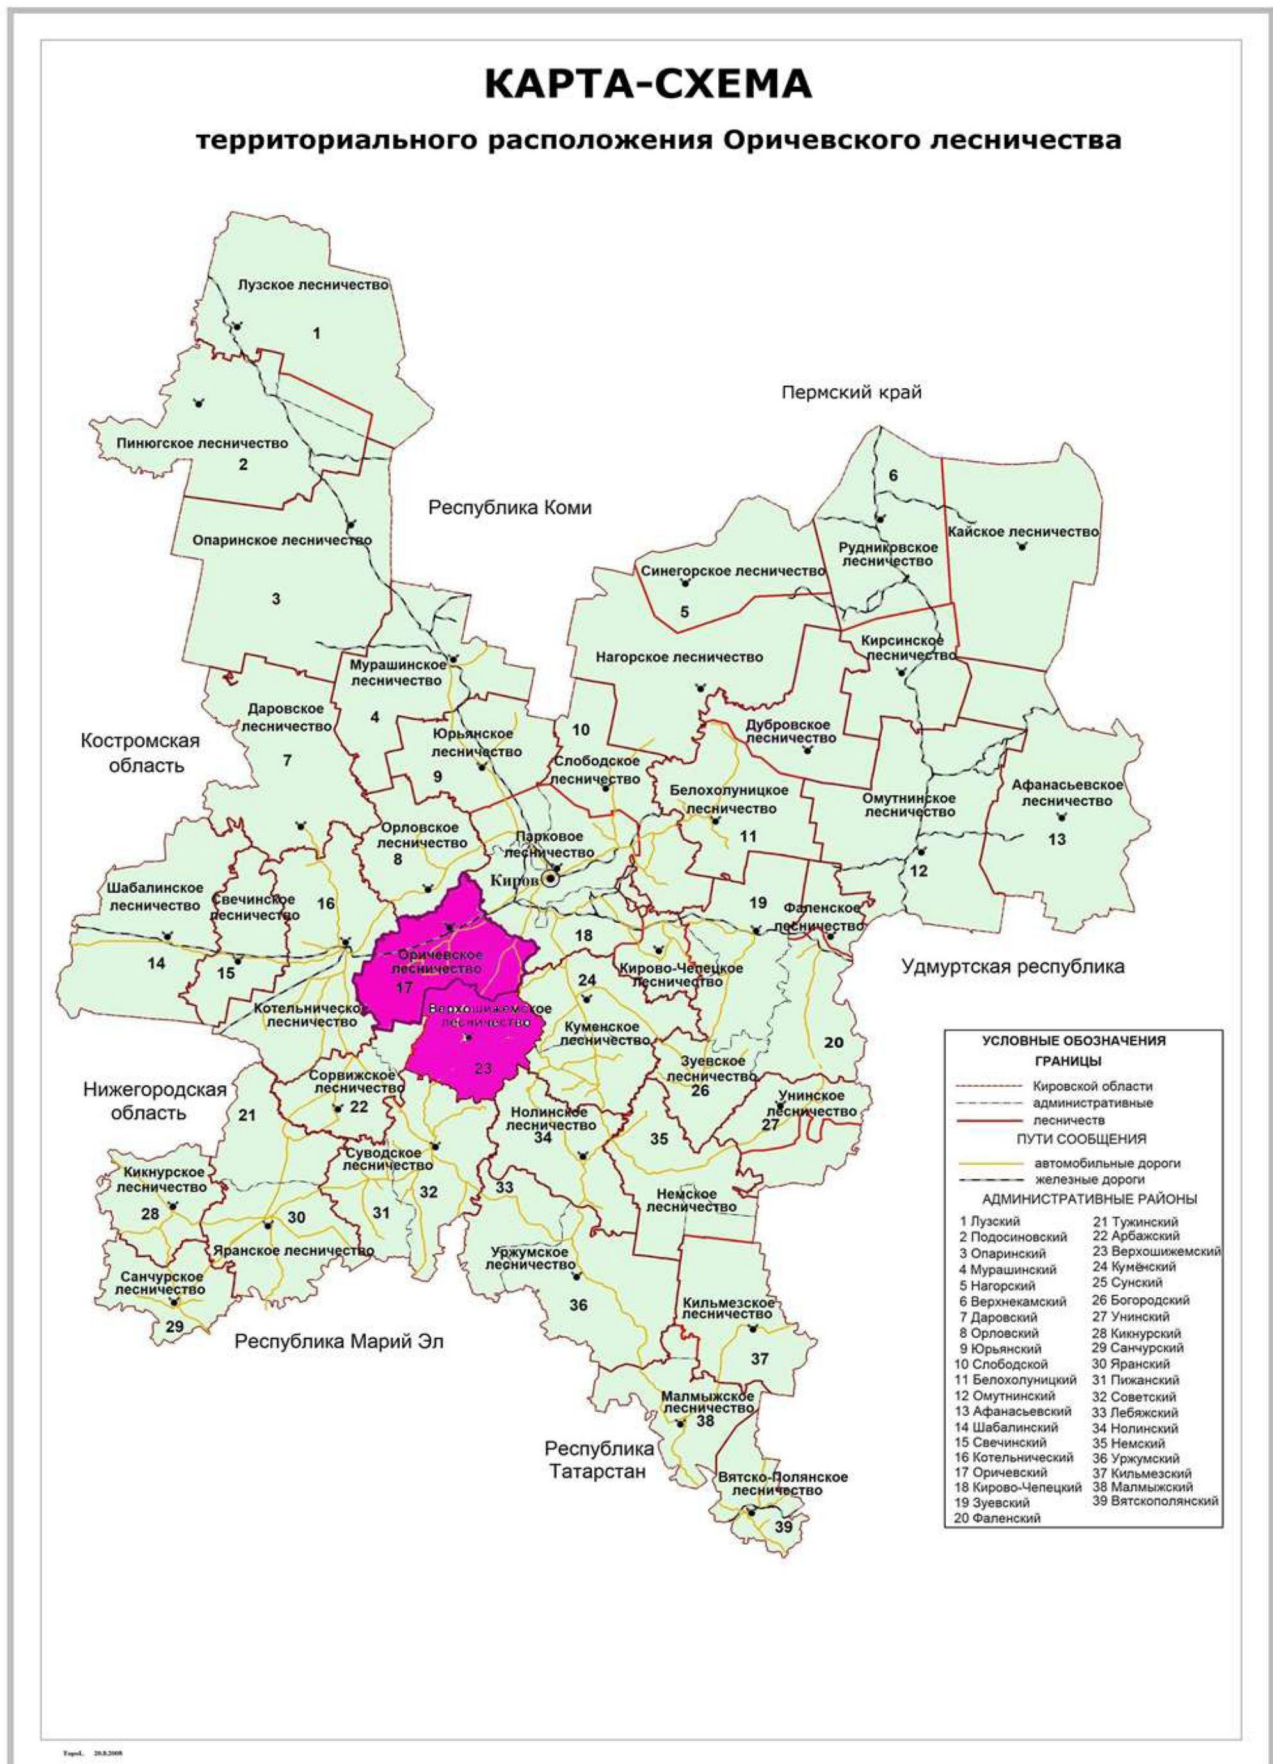 КАРТА-СХЕМА
территориального расположения Оричевского лесничества
Лузское лесничество
1
Пермский край
Пинюгское лесничество
2
6
Республика Коми
Опаринское лесничество
Кайское лесничество
Рудниковское
лесничество
Синегорское лесничество
5
3
Кирсинское
лесничество
Нагорское лесничество
Мурашинское
лесничество
4
Даровское
лесничество
7
10
Дубровское
лесничество
Костромская
область
Юрьянское
лесничество
9
Слободское
лесничество
Белохолуницкое
лесничество
11
Омутнинское
лесничество
12
Афанасьевское
лесничество
13
Орловское
лесничество
8
Парковое
лесничество
Киров
Шабалинское
лесничество
14
Свечинское
лесничество
15
16
19
Фаленское
лесничество
18
Оричевское
лесничество
17
Кирово-Чепецкое
лесничество
Удмуртская республика
24
Котельническое
лесничество
Верхошижемское
лесничество
23
Куменское
лесничество
20
Зуевское
лесничество
26
Нижегородская
область
Сорвижское
лесничество
22
21
Унинское
лесничество
27
Нолинское
лесничество
34
35
Суводское
лесничество
32
33
31
Кикнурское
лесничество
28
Немское
лесничество
30
Яранское лесничество
Уржумское
лесничество
36
Санчурское
лесничество
29
Кильмезское
лесничество
37
Республика Марий Эл
Малмыжское
лесничество
38
Республика
Татарстан
Вятско-Полянское
лесничество
39
УСЛОВНЫЕ ОБОЗНАЧЕНИЯ
ГРАНИЦЫ
Кировской области
административные
лесничеств
ПУТИ СООБЩЕНИЯ
автомобильные дороги
железные дороги
АДМИНИСТРАТИВНЫЕ РАЙОНЫ
1 Лузский
2 Подосиновский
3 Опаринский
4 Мурашинский
5 Нагорский
6 Верхнекамский
7 Даровский
8 Орловский
9 Юрьянский
10 Слободской
11 Белохолуницкий
12 Омутнинский
13 Афанасьевский
14 Шабалинский
15 Свечинский
16 Котельнический
17 Оричевский
18 Кирово-Чепецкий
19 Зуевский
20 Фаленский
21 Тужинский
22 Арбажский
23 Верхошижемский
24 Кумёнский
25 Сунский
26 Богородский
27 Унинский
28 Кикнурский
29 Санчурский
30 Яранский
31 Пижанский
32 Советский
33 Лебяжский
34 Нолинский
35 Немский
36 Уржумский
37 Кильмезский
38 Малмыжский
39 Вятскополянский
TopoL 20.8.2008